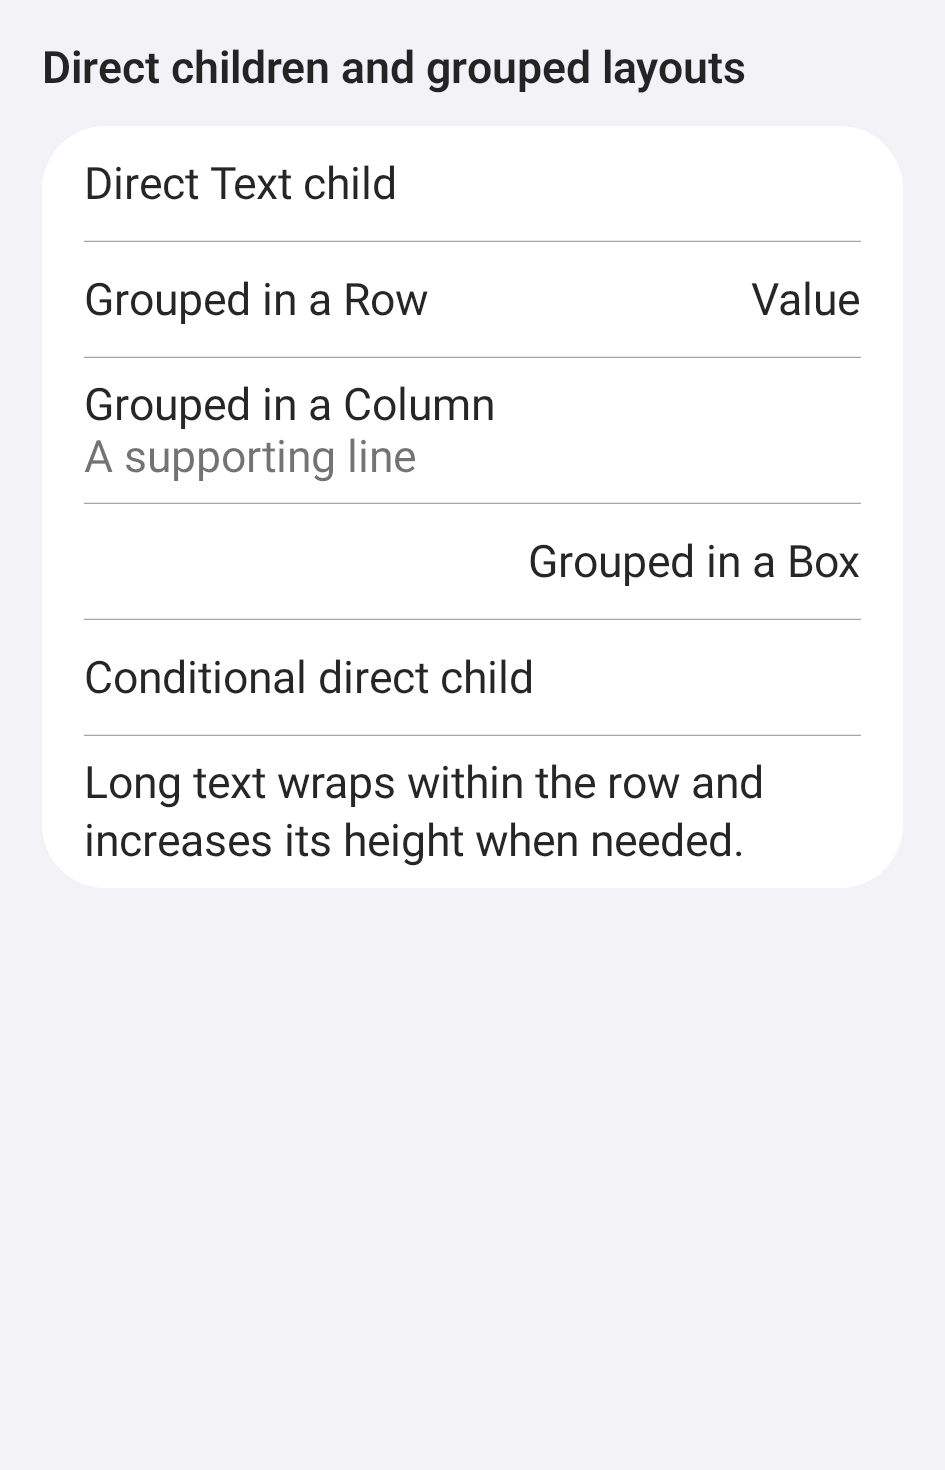 Direct children and grouped layouts
Direct Text child
Grouped in a Row Value
Grouped in a Column
A supporting line
Grouped in a Box
Conditional direct child
Long text wraps within the row and
increases its height when needed.